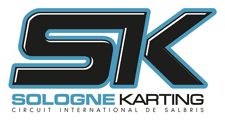 SK
SOLOGNE KARTING
CIRCUIT INTERNATIONAL DE SALBRIS